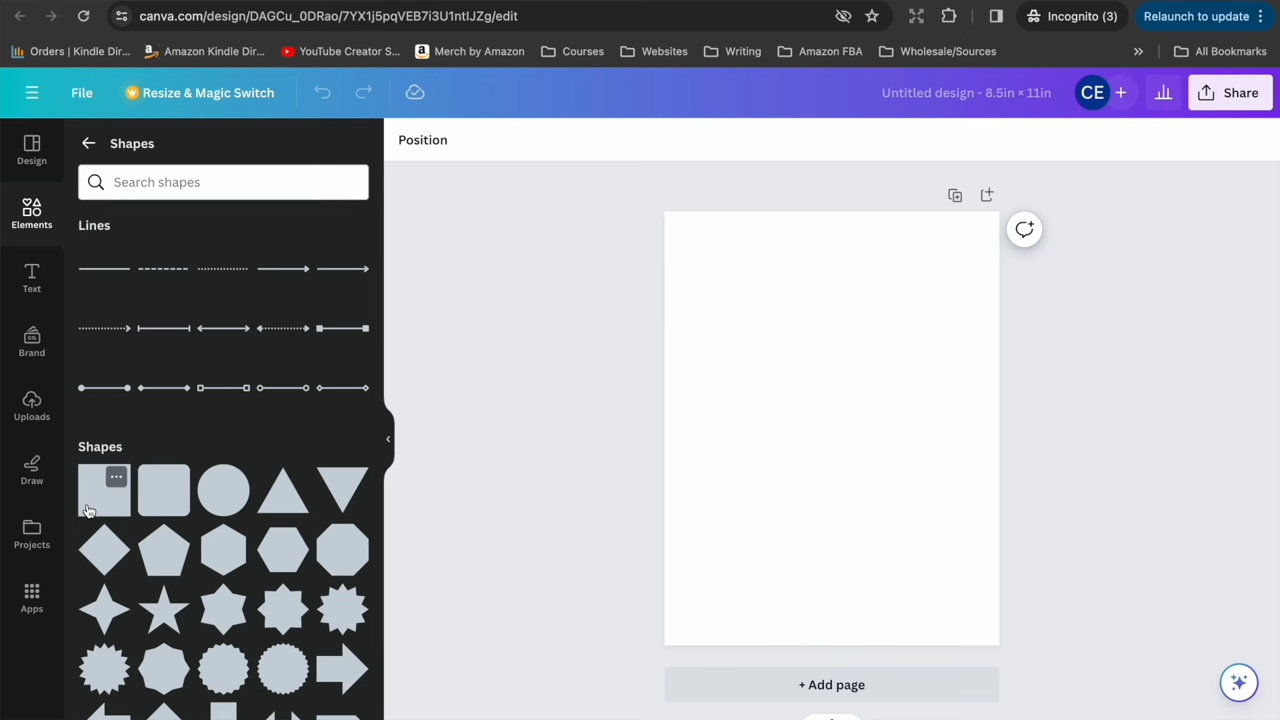 canva.com/design/DAGCu_0DRao/7YX1j5pqVEB7i3U1ntIJZg/edit
Incognito (3)
Relaunch to update
Orders | Kindle Dir...
Amazon Kindle Dir...
YouTube Creator S...
Merch by Amazon
Courses
Websites
Writing
Amazon FBA
Wholesale/Sources
»
All Bookmarks
File
Resize & Magic Switch
Untitled design - 8.5in × 11in
CE
Share
Design
Elements
Text
Brand
Uploads
Draw
Projects
Apps
Shapes
Search shapes
Lines
Shapes
Position
+ Add page